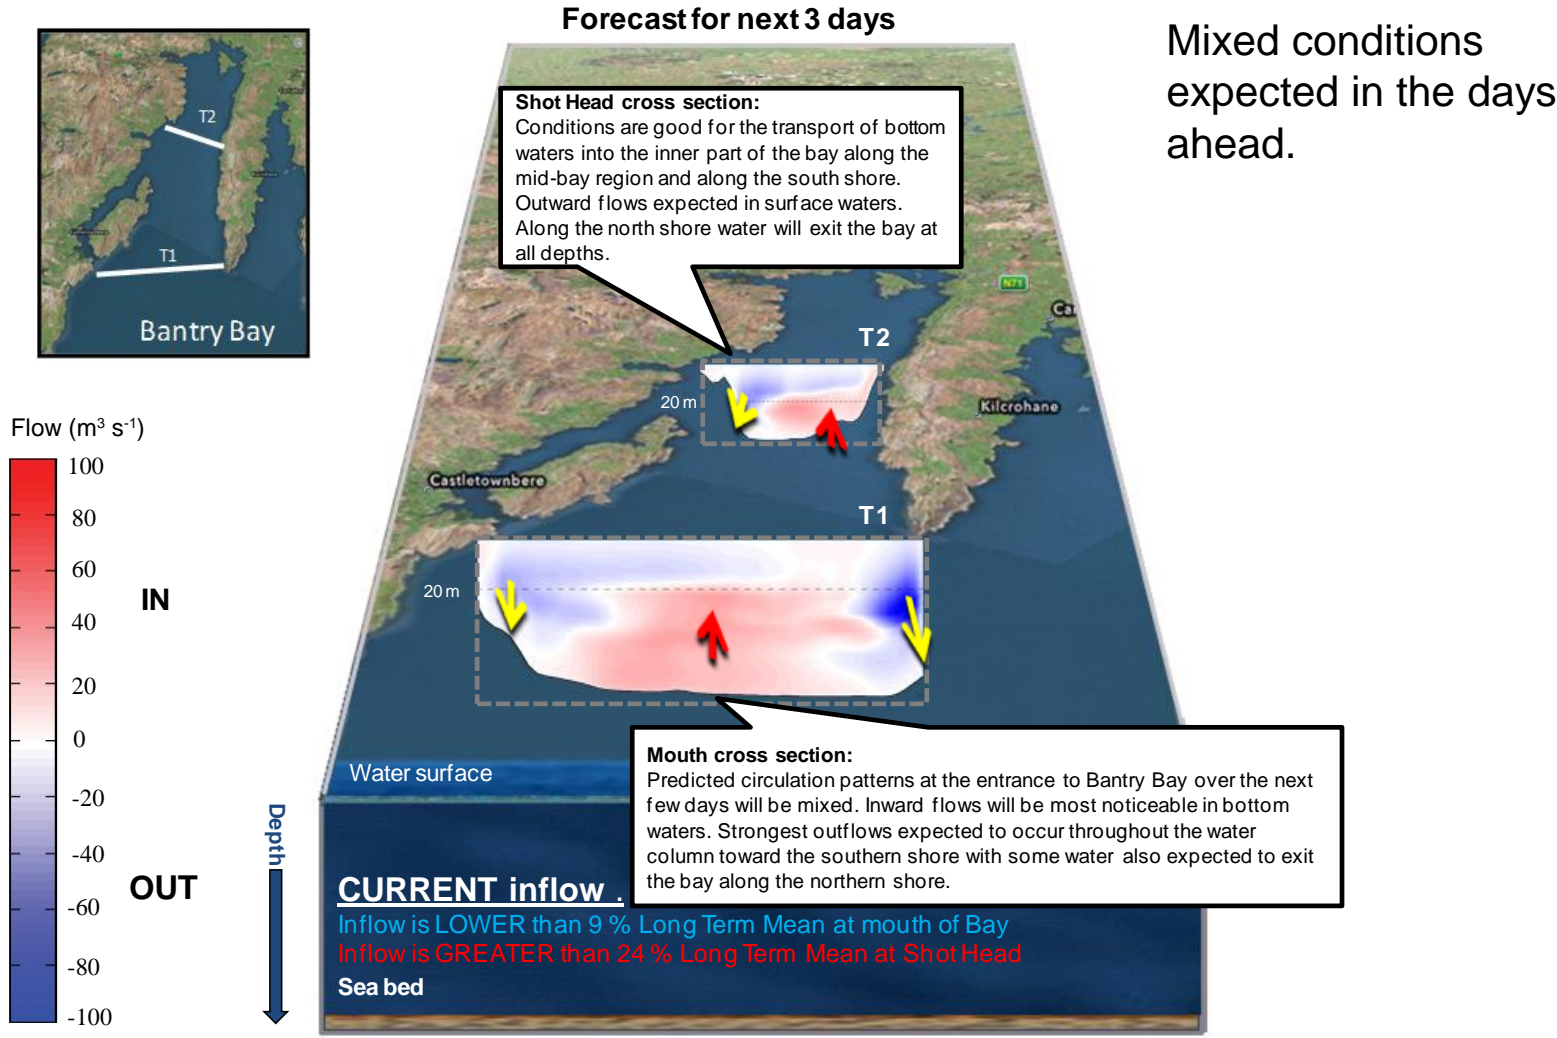 Forecast for next 3 days
Mixed conditions
expected in the days
ahead.
T2
T1
Bantry Bay
Shot Head cross section:
Conditions are good for the transport of bottom
waters into the inner part of the bay along the
mid-bay region and along the south shore.
Outward flows expected in surface waters.
Along the north shore water will exit the bay at
all depths.
N71
T2
20 m
Kilcrohane
Castletownbere
T1
20 m
Flow (m³ s⁻¹)
100
80
60
40
20
0
-20
-40
-60
-80
-100
IN
OUT
Depth
Mouth cross section:
Predicted circulation patterns at the entrance to Bantry Bay over the next
few days will be mixed. Inward flows will be most noticeable in bottom
waters. Strongest outflows expected to occur throughout the water
column toward the southern shore with some water also expected to exit
the bay along the northern shore.
Water surface
CURRENT inflow .
Inflow is LOWER than 9 % Long Term Mean at mouth of Bay
Inflow is GREATER than 24 % Long Term Mean at Shot Head
Sea bed